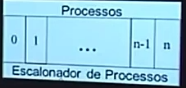 Processos
0 1 ... n-1 n
Escalonador de Processos